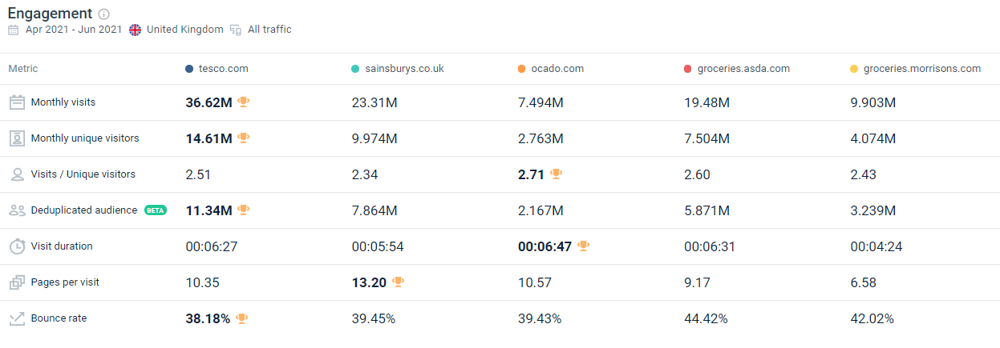 Engagement
Apr 2021 - Jun 2021 United Kingdom All traffic
Metric tesco.com sainsburys.co.uk ocado.com groceries.asda.com groceries.morrisons.com
Monthly visits 36.62M 23.31M 7.494M 19.48M 9.903M
Monthly unique visitors 14.61M 9.974M 2.763M 7.504M 4.074M
Visits / Unique visitors 2.51 2.34 2.71 2.60 2.43
Deduplicated audience BETA 11.34M 7.864M 2.167M 5.871M 3.239M
Visit duration 00:06:27 00:05:54 00:06:47 00:06:31 00:04:24
Pages per visit 10.35 13.20 10.57 9.17 6.58
Bounce rate 38.18% 39.45% 39.43% 44.42% 42.02%